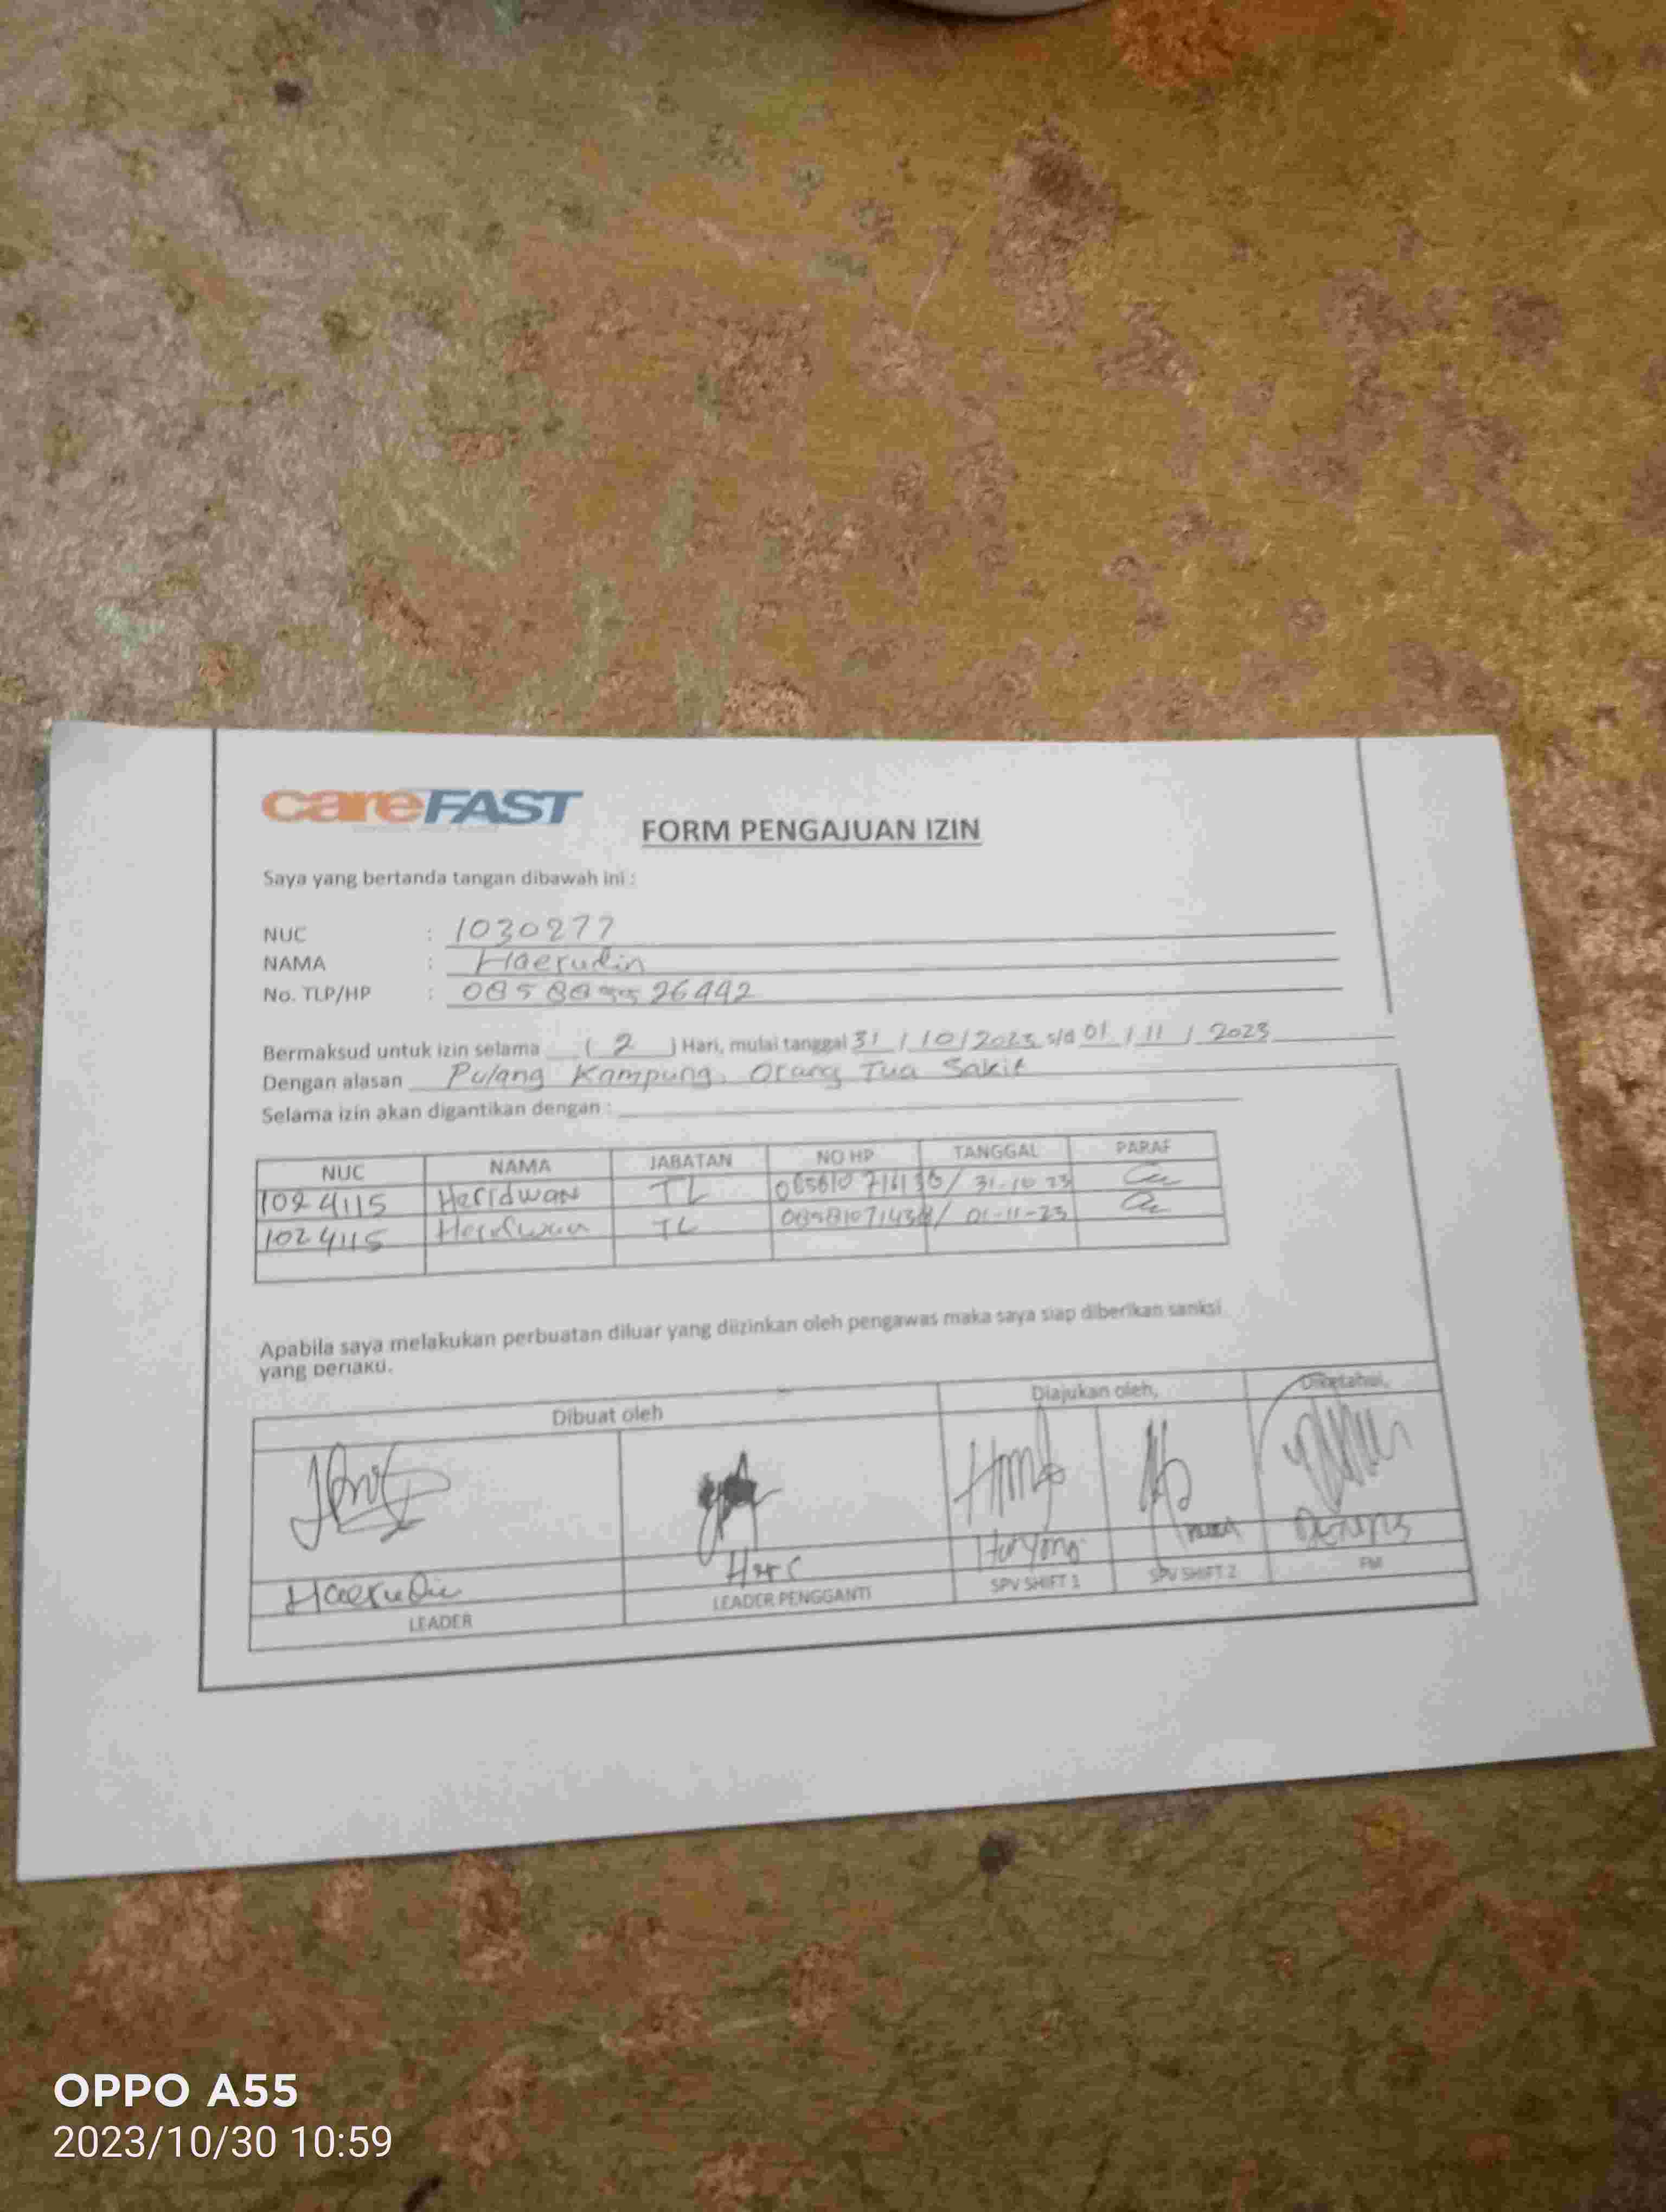 careFAST
FORM PENGAJUAN IZIN
Saya yang bertanda tangan dibawah ini :
NUC : 1030277
NAMA : Haerudin
No. TLP/HP :
Bermaksud untuk izin selama ( 2 ) Hari, mulai tanggal 31 / 10 / 2023 s/d 01 / 11 / 2023
Dengan alasan Pulang Kampung, Orang Tua Sakit
Selama izin akan digantikan dengan :
NUC NAMA JABATAN NO HP TANGGAL PARAF
1024115 Heridwan TL 31-10 23
1024115 Heridwan TL 01-11-23
Apabila saya melakukan perbuatan diluar yang diizinkan oleh pengawas maka saya siap diberikan sanksi
yang berlaku.
Dibuat oleh Diajukan oleh, Diketahui,
Haerudin Haryono
LEADER LEADER PENGGANTI SPV SHIFT 1 SPV SHIFT 2 FM
OPPO A55
2023/10/30 10:59